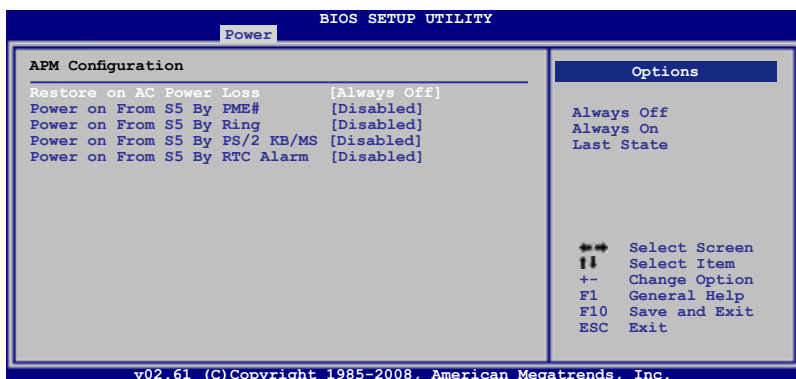 BIOS SETUP UTILITY
Power
APM Configuration
Restore on AC Power Loss [Always Off]
Power on From S5 By PME# [Disabled]
Power on From S5 By Ring [Disabled]
Power on From S5 By PS/2 KB/MS [Disabled]
Power on From S5 By RTC Alarm [Disabled]
Options
Always Off
Always On
Last State
Select Screen
Select Item
+- Change Option
F1 General Help
F10 Save and Exit
ESC Exit
v02.61 (C)Copyright 1985-2008, American Megatrends, Inc.